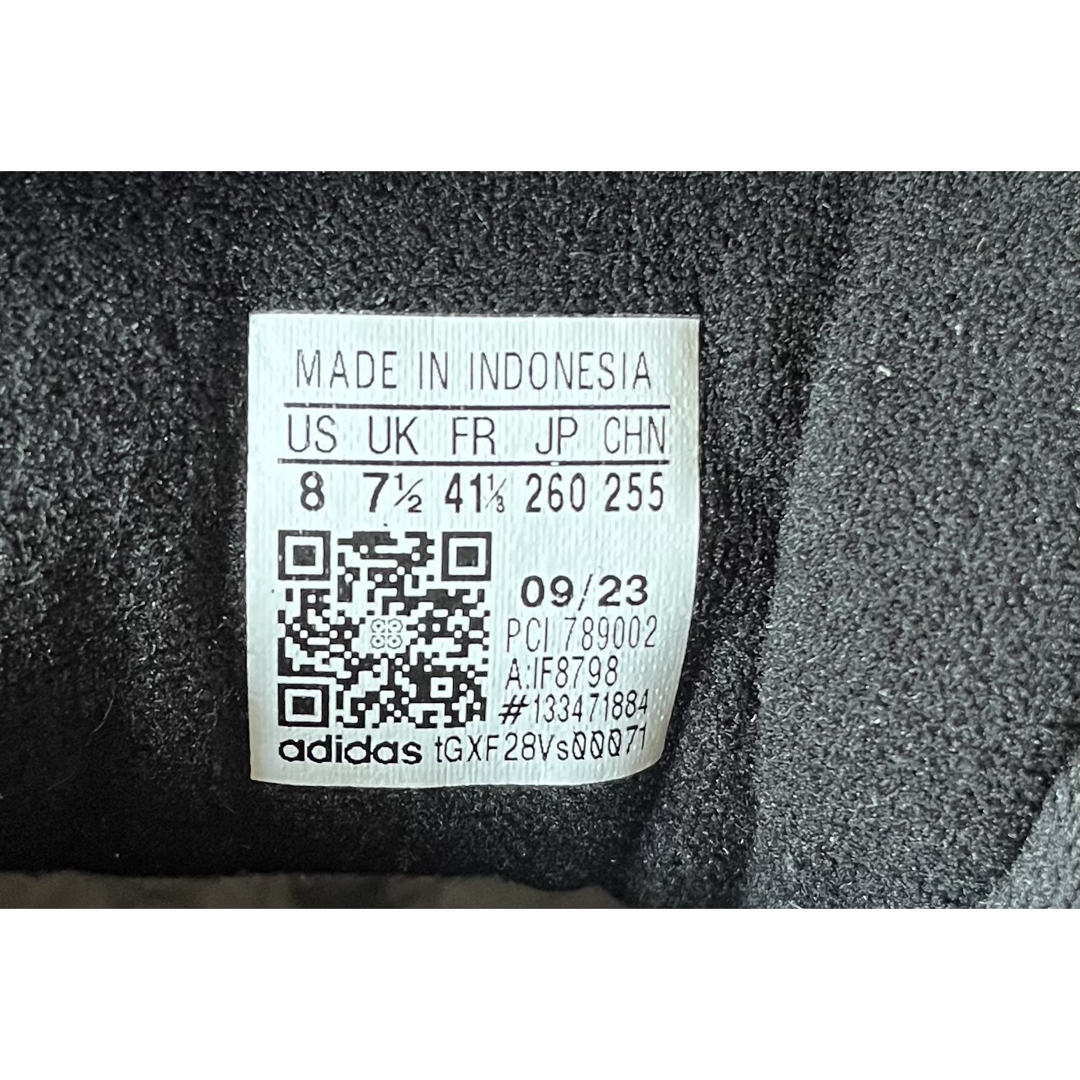 MADE IN INDONESIA
US UK FR JP CHN
8 7½ 41⅓ 260 255
09/23
PCI 789002
A:IF8798
#133471884
adidas tGXF28Vs00071